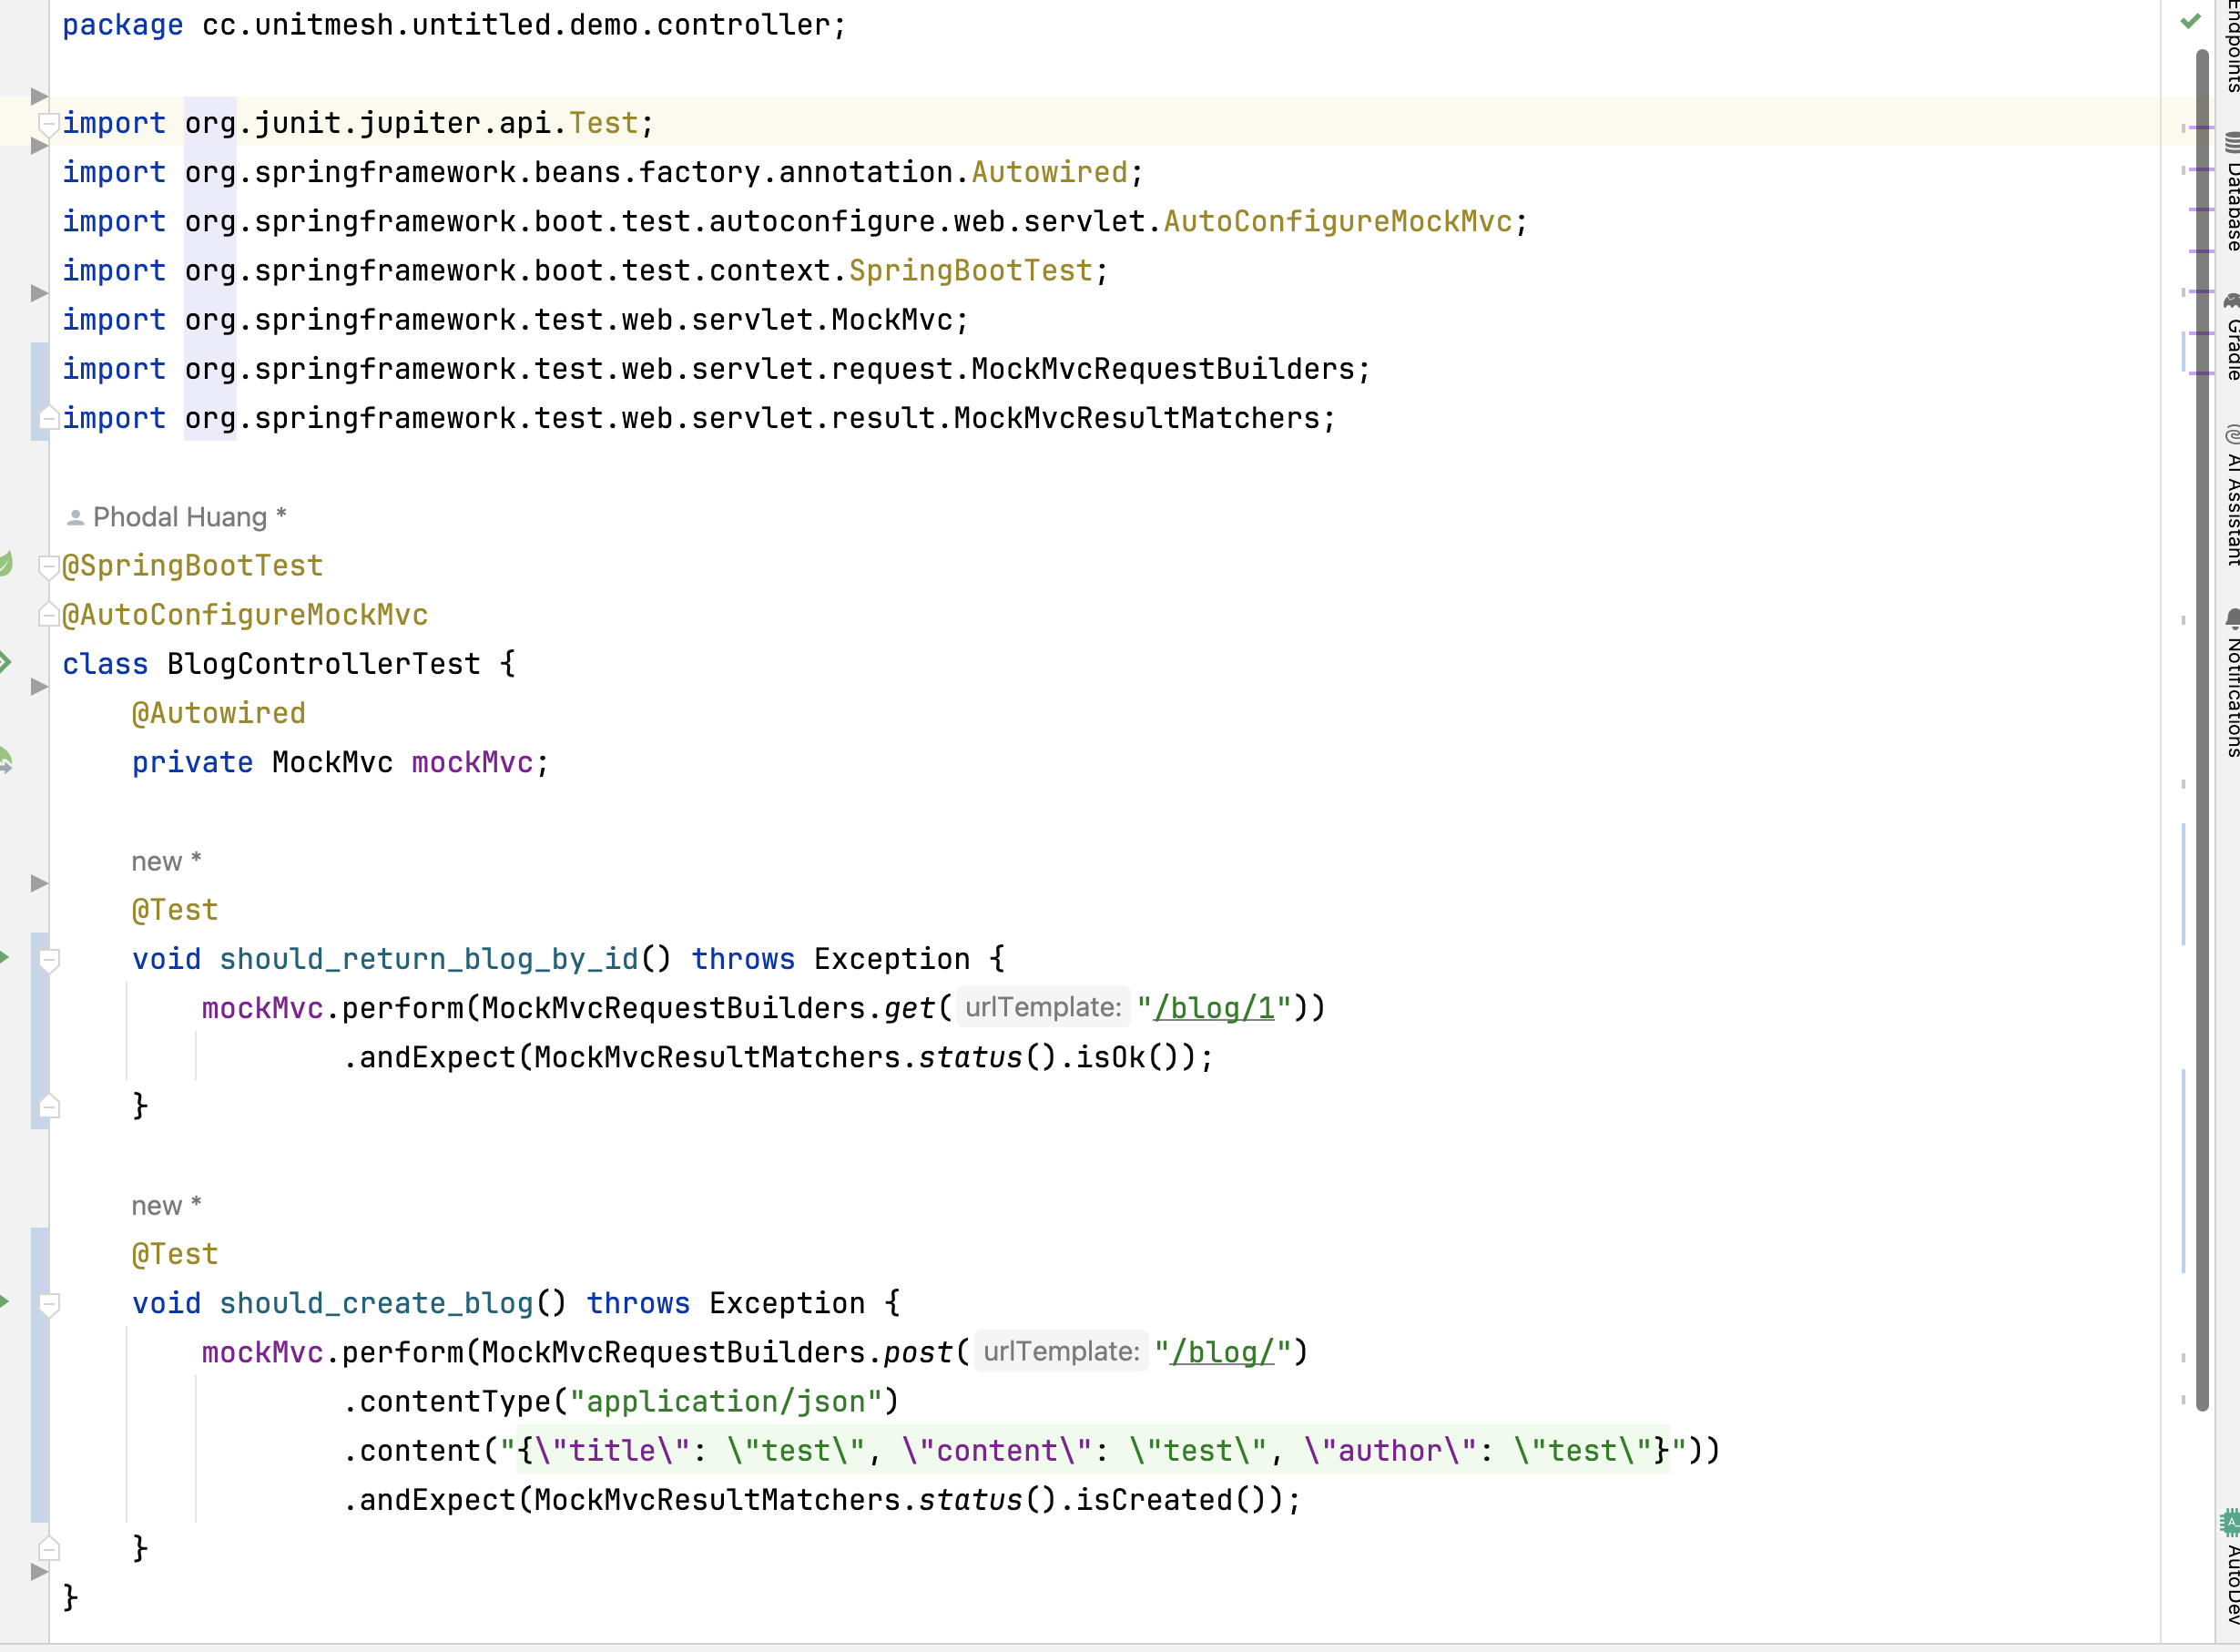 package cc.unitmesh.untitled.demo.controller;
import org.junit.jupiter.api.Test;
import org.springframework.beans.factory.annotation.Autowired;
import org.springframework.boot.test.autoconfigure.web.servlet.AutoConfigureMockMvc;
import org.springframework.boot.test.context.SpringBootTest;
import org.springframework.test.web.servlet.MockMvc;
import org.springframework.test.web.servlet.request.MockMvcRequestBuilders;
import org.springframework.test.web.servlet.result.MockMvcResultMatchers;
Phodal Huang *
@SpringBootTest
@AutoConfigureMockMvc
class BlogControllerTest {
    @Autowired
    private MockMvc mockMvc;
    new *
    @Test
    void should_return_blog_by_id() throws Exception {
        mockMvc.perform(MockMvcRequestBuilders.get( urlTemplate: "/blog/1"))
                .andExpect(MockMvcResultMatchers.status().isOk());
    }
    new *
    @Test
    void should_create_blog() throws Exception {
        mockMvc.perform(MockMvcRequestBuilders.post( urlTemplate: "/blog/")
                .contentType("application/json")
                .content("{\"title\": \"test\", \"content\": \"test\", \"author\": \"test\"}"))
                .andExpect(MockMvcResultMatchers.status().isCreated());
    }
}
Endpoints
Database
Gradle
AI Assistant
Notifications
AutoDev